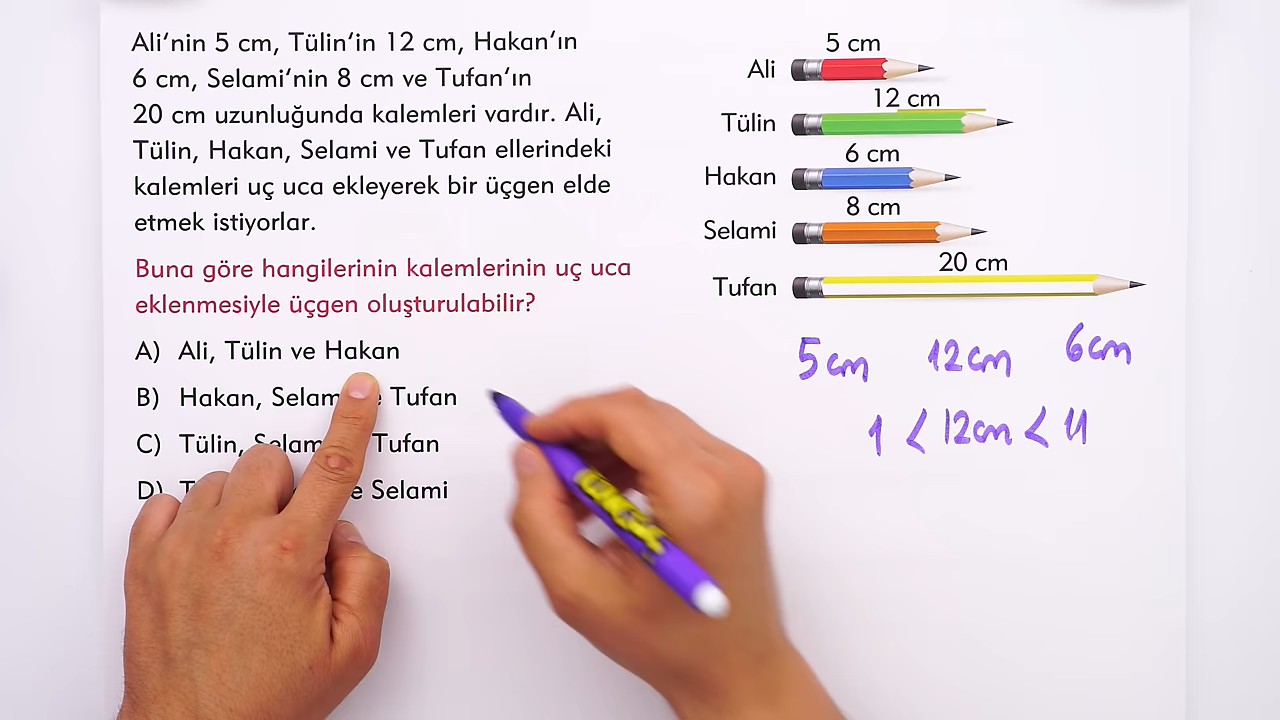 Ali'nin 5 cm, Tülin'in 12 cm, Hakan'ın
6 cm, Selami'nin 8 cm ve Tufan'ın
20 cm uzunluğunda kalemleri vardır. Ali,
Tülin, Hakan, Selami ve Tufan ellerindeki
kalemleri uç uca ekleyerek bir üçgen elde
etmek istiyorlar.
Buna göre hangilerinin kalemlerinin uç uca
eklenmesiyle üçgen oluşturulabilir?
A) Ali, Tülin ve Hakan
B) Hakan, Tufan
C) Tülin, Tufan
D) Selami
5 cm
Ali
12 cm
Tülin
6 cm
Hakan
8 cm
Selami
20 cm
Tufan
5cm 12cm 6cm
1 < 12cm < 11